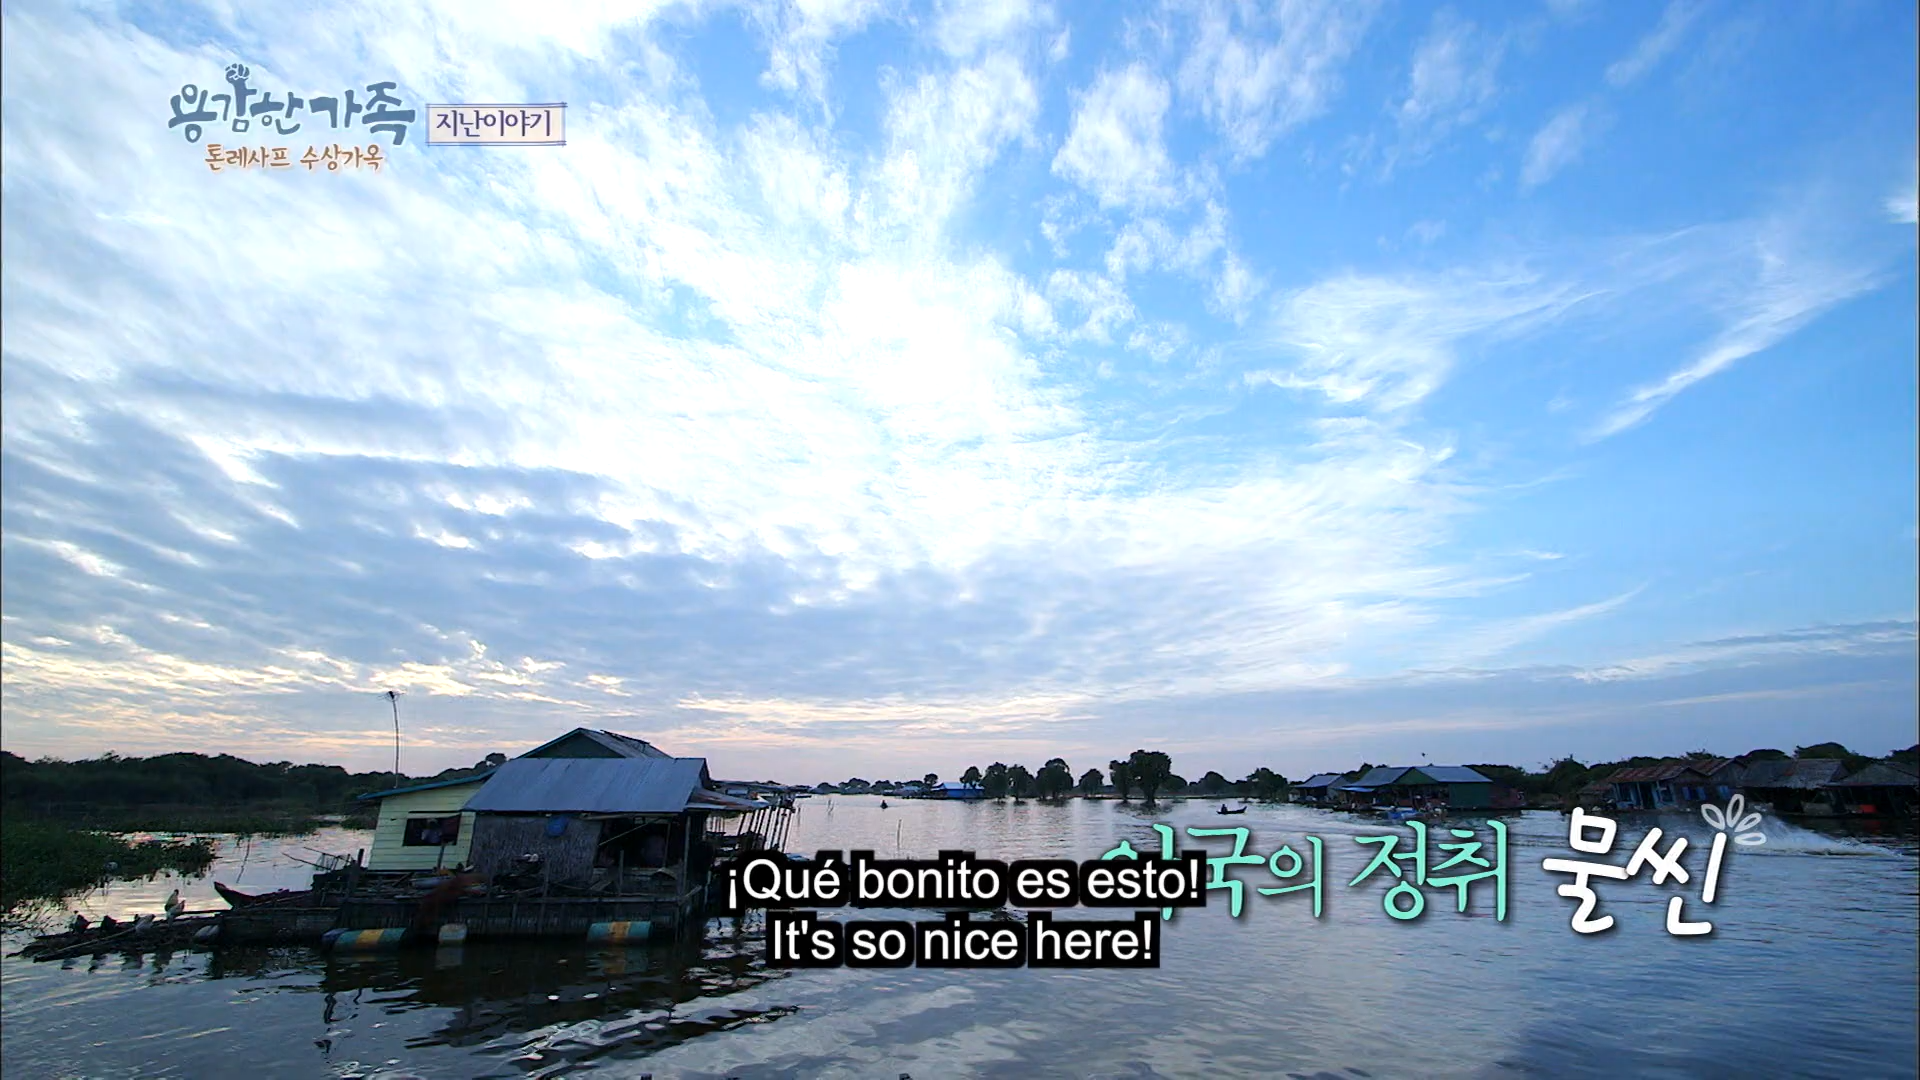 용감한 가족
지난이야기
톤레사프 수상가옥
정취 물씬
¡Qué bonito es esto!
It's so nice here!